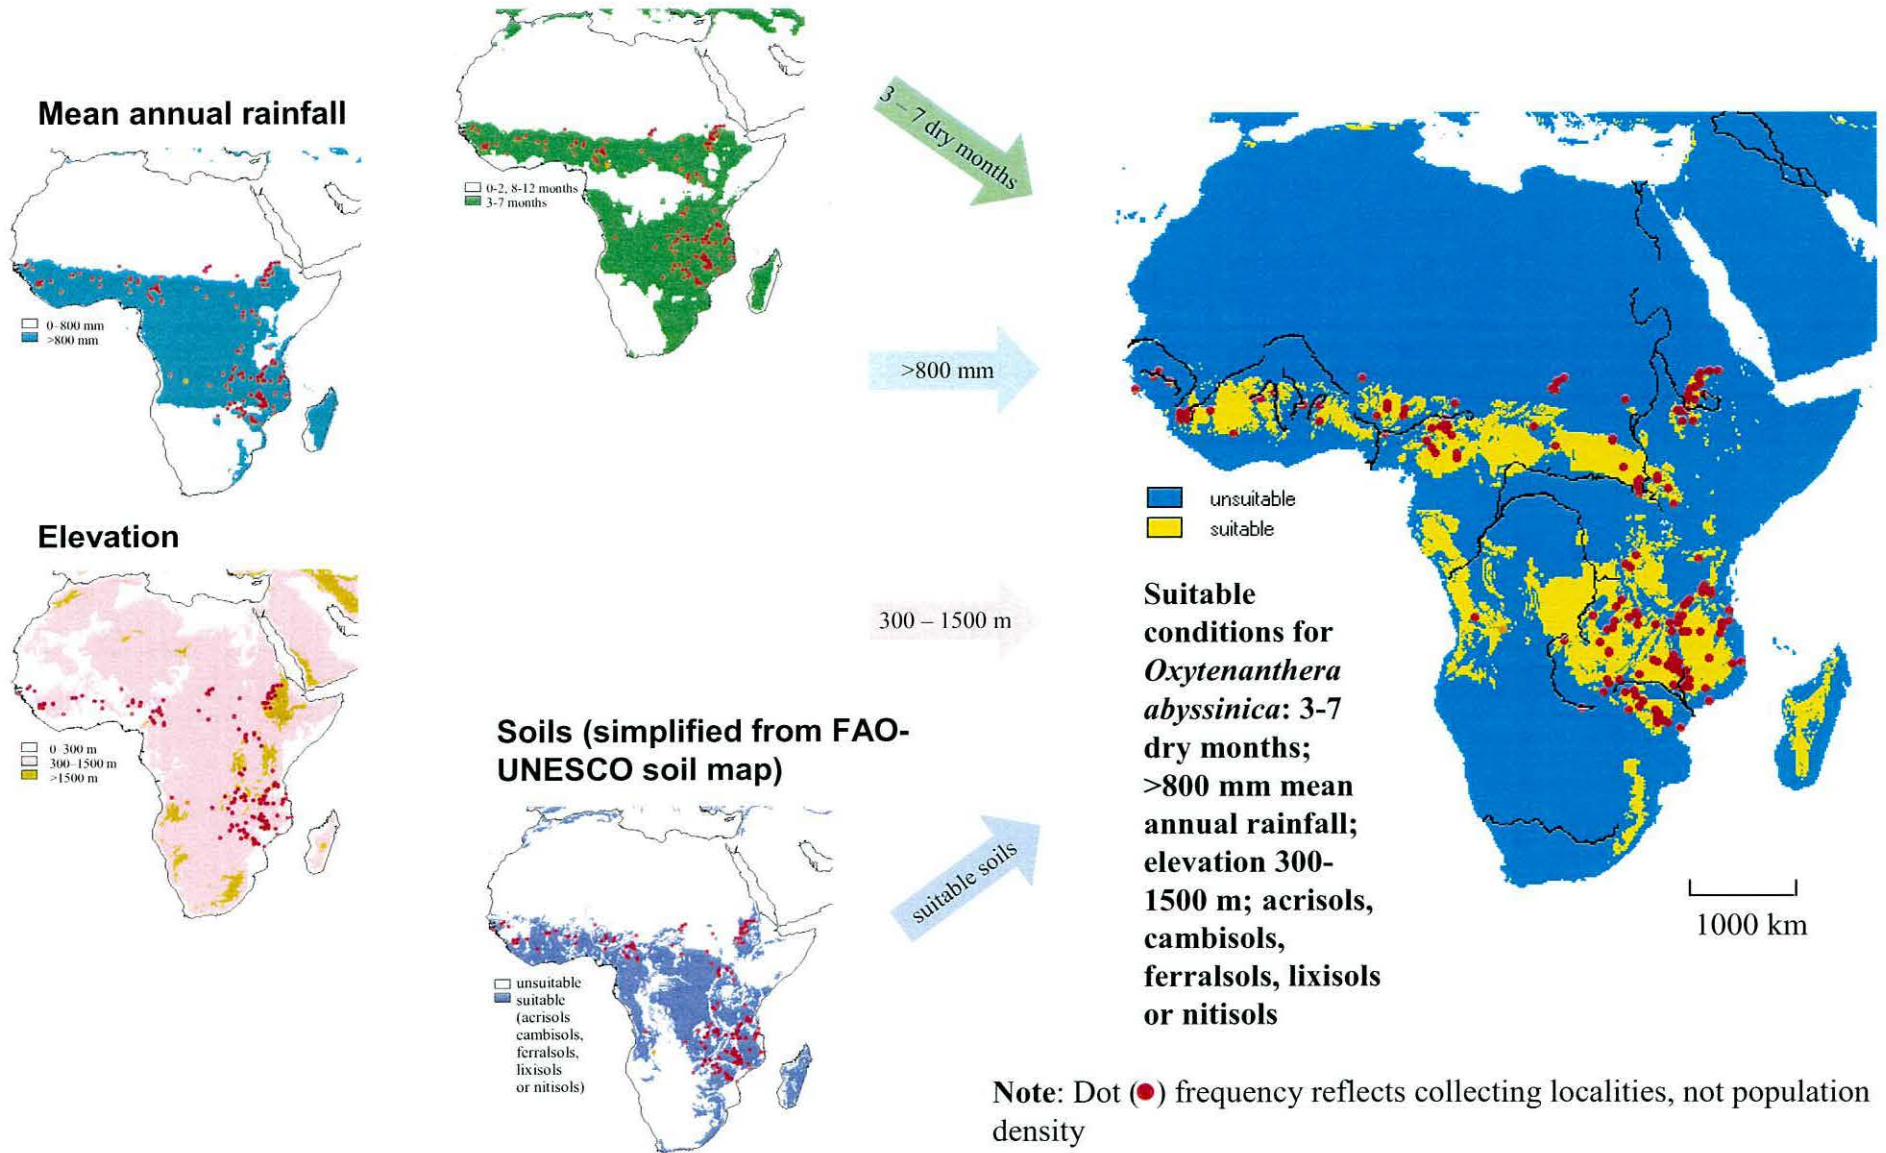 Mean annual rainfall
0–800 mm
>800 mm
0-2, 8-12 months
3-7 months
3 – 7 dry months
>800 mm
Elevation
0–300 m
300–1500 m
>1500 m
300 – 1500 m
Soils (simplified from FAO-
UNESCO soil map)
unsuitable
suitable
(acrisols
cambisols,
ferralsols,
lixisols
or nitisols)
suitable soils
unsuitable
suitable
Suitable
conditions for
Oxytenanthera
abyssinica: 3-7
dry months;
>800 mm mean
annual rainfall;
elevation 300-
1500 m; acrisols,
cambisols,
ferralsols, lixisols
or nitisols
1000 km
Note: Dot (●) frequency reflects collecting localities, not population
density